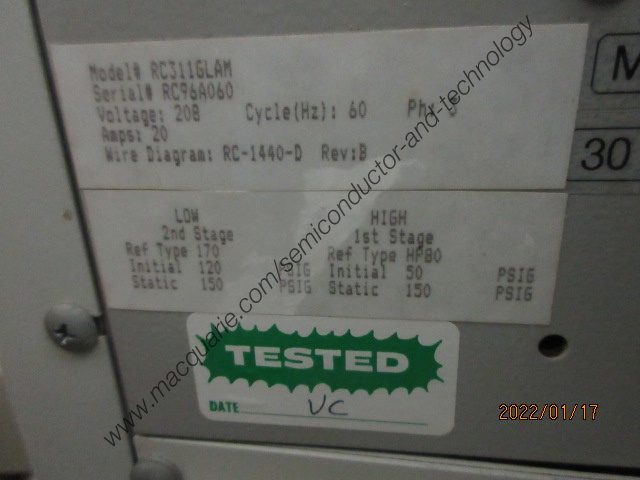 Model# RC311GLAM
Serial# RC96A060
Voltage: 208 Cycle(Hz): 60 Ph:
Amps: 20
Wire Diagram: RC-1440-D Rev:B
M
30
LOW HIGH
2nd Stage 1st Stage
Ref Type 170 Ref Type HP80
Initial 120 PSIG Initial 50 PSIG
Static 150 PSIG Static 150 PSIG
TESTED
DATE VC
2022/01/17
www.macquarie.com/semiconductor-and-technology